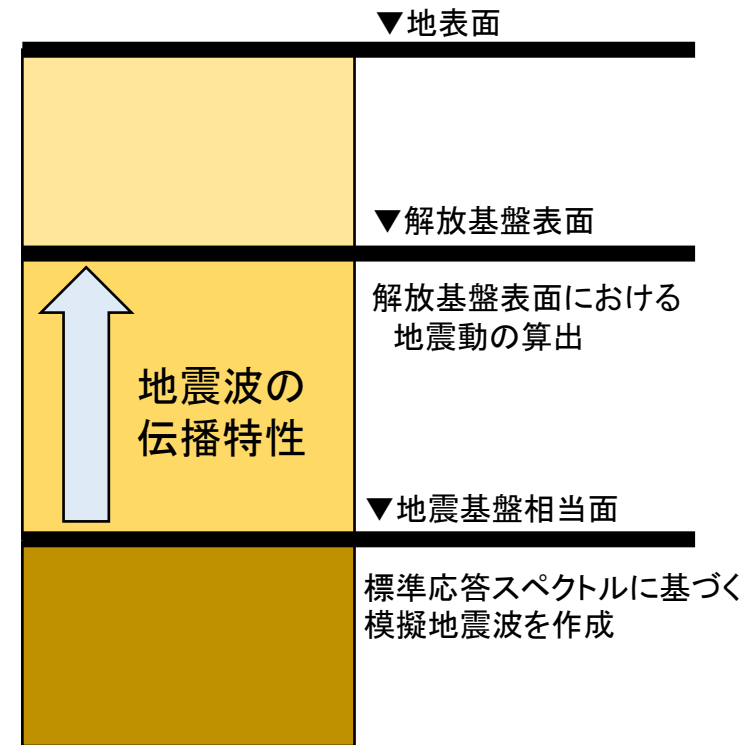 ▼地表面
▼解放基盤表面
解放基盤表面における
地震動の算出
地震波の
伝播特性
▼地震基盤相当面
標準応答スペクトルに基づく
模擬地震波を作成